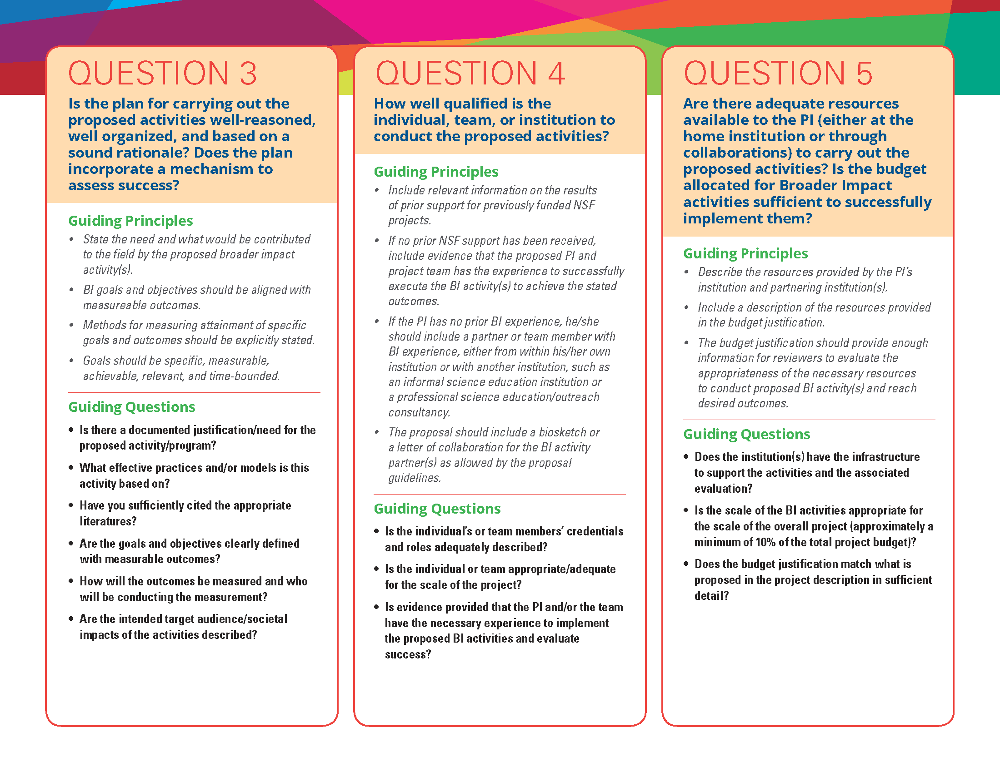 QUESTION 3
Is the plan for carrying out the
proposed activities well-reasoned,
well organized, and based on a
sound rationale? Does the plan
incorporate a mechanism to
assess success?
Guiding Principles
• State the need and what would be contributed
to the field by the proposed broader impact
activity(s).
• BI goals and objectives should be aligned with
measureable outcomes.
• Methods for measuring attainment of specific
goals and outcomes should be explicitly stated.
• Goals should be specific, measurable,
achievable, relevant, and time-bounded.
Guiding Questions
• Is there a documented justification/need for the
proposed activity/program?
• What effective practices and/or models is this
activity based on?
• Have you sufficiently cited the appropriate
literatures?
• Are the goals and objectives clearly defined
with measurable outcomes?
• How will the outcomes be measured and who
will be conducting the measurement?
• Are the intended target audience/societal
impacts of the activities described?
QUESTION 4
How well qualified is the
individual, team, or institution to
conduct the proposed activities?
Guiding Principles
• Include relevant information on the results
of prior support for previously funded NSF
projects.
• If no prior NSF support has been received,
include evidence that the proposed PI and
project team has the experience to successfully
execute the BI activity(s) to achieve the stated
outcomes.
• If the PI has no prior BI experience, he/she
should include a partner or team member with
BI experience, either from within his/her own
institution or with another institution, such as
an informal science education institution or
a professional science education/outreach
consultancy.
• The proposal should include a biosketch or
a letter of collaboration for the BI activity
partner(s) as allowed by the proposal
guidelines.
Guiding Questions
• Is the individual's or team members' credentials
and roles adequately described?
• Is the individual or team appropriate/adequate
for the scale of the project?
• Is evidence provided that the PI and/or the team
have the necessary experience to implement
the proposed BI activities and evaluate
success?
QUESTION 5
Are there adequate resources
available to the PI (either at the
home institution or through
collaborations) to carry out the
proposed activities? Is the budget
allocated for Broader Impact
activities sufficient to successfully
implement them?
Guiding Principles
• Describe the resources provided by the PI's
institution and partnering institution(s).
• Include a description of the resources provided
in the budget justification.
• The budget justification should provide enough
information for reviewers to evaluate the
appropriateness of the necessary resources
to conduct proposed BI activity(s) and reach
desired outcomes.
Guiding Questions
• Does the institution(s) have the infrastructure
to support the activities and the associated
evaluation?
• Is the scale of the BI activities appropriate for
the scale of the overall project (approximately a
minimum of 10% of the total project budget)?
• Does the budget justification match what is
proposed in the project description in sufficient
detail?